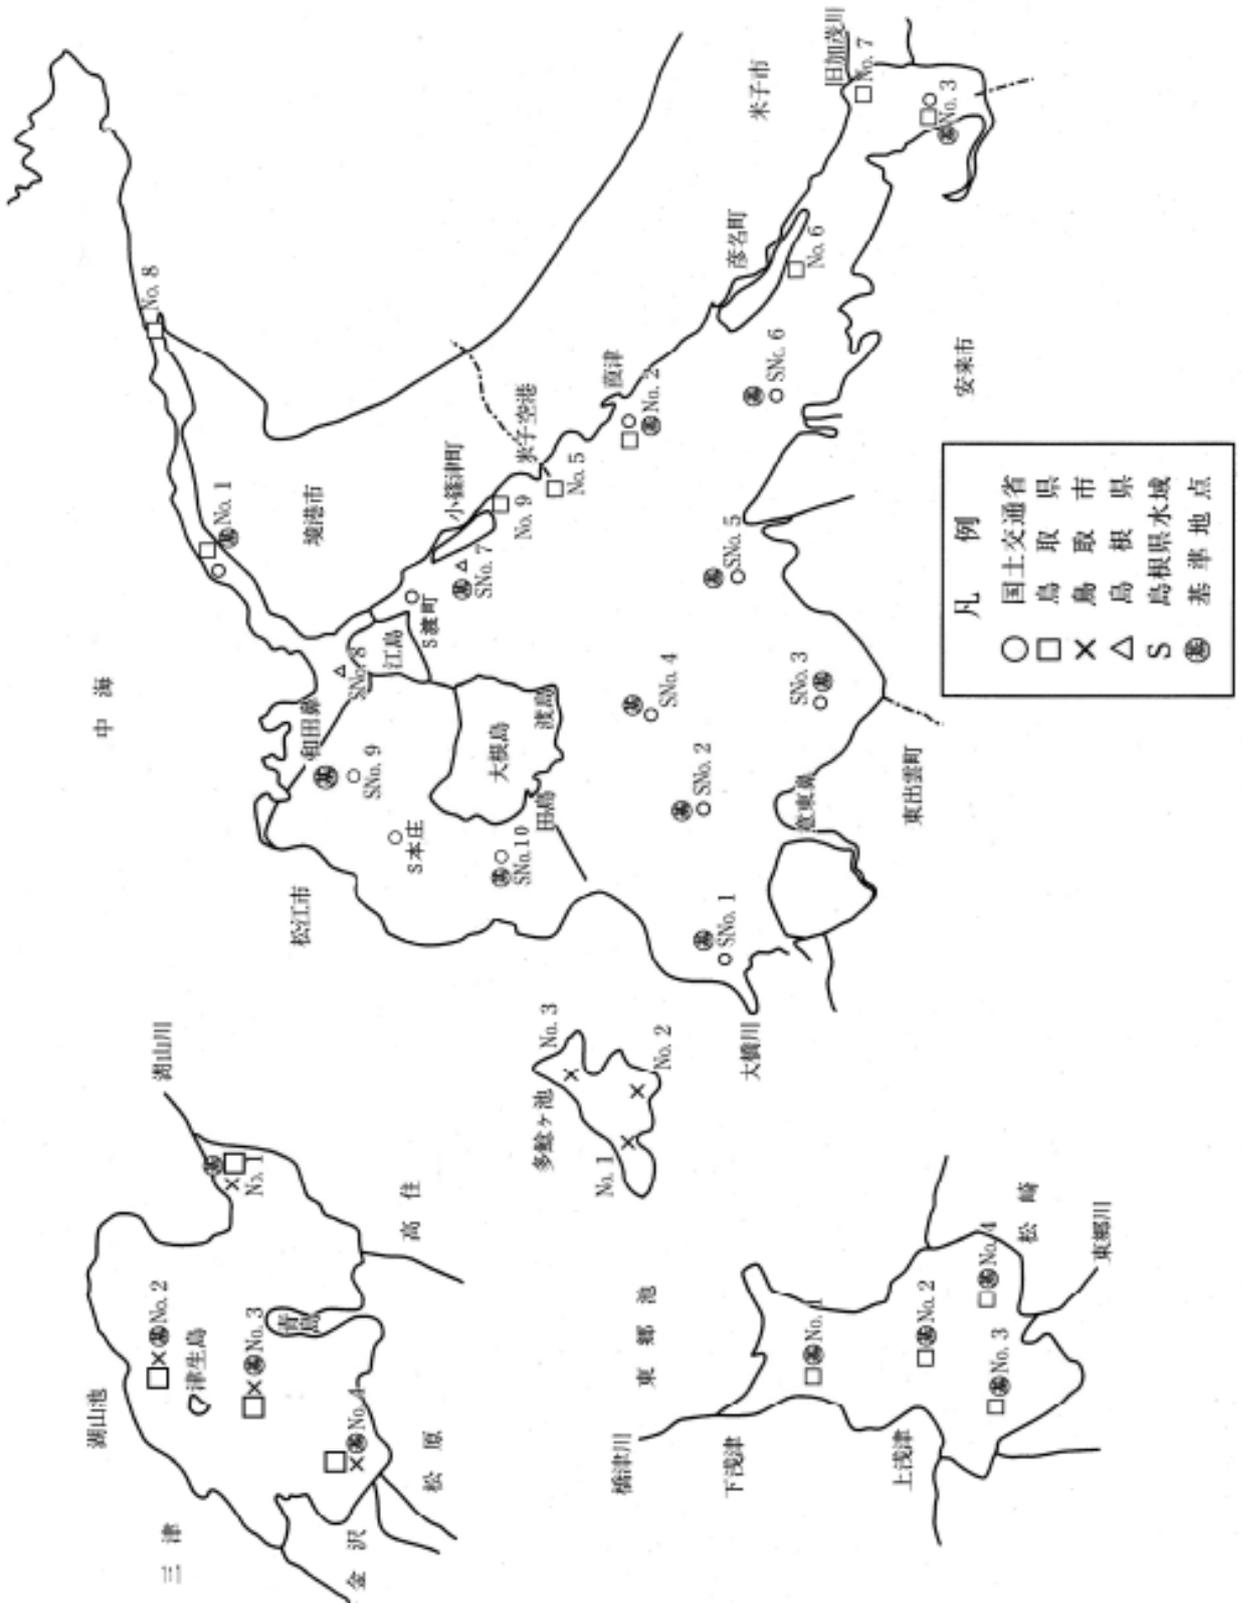 中海
No. 8
No. 1
境港市
米子市
旧加茂川
No. 7
No. 3
彦名町
No. 6
小篠津町
米子空港
葭津
No. 2
SNo. 6
No. 9
No. 5
SNo. 7
S渡町
江島
SNo. 8
和田鼻
SNo. 9
S本庄
大根島
渡島
田島
SNo.10
松江市
SNo. 4
SNo. 5
SNo. 2
SNo. 3
SNo. 1
意東鼻
東出雲町
安来市
大橋川
凡例
○ 国土交通省
□ 鳥取県
× 鳥取市
△ 島根県
S 島根県水域
基 基準地点
湖山池
湖山川
No. 1
No. 2
No. 3
No. 4
津生島
青島
高住
三津
金沢
松原
多鯰ヶ池
No. 1
No. 2
No. 3
東郷池
橋津川
下浅津
上浅津
No. 1
No. 2
No. 3
No. 4
松崎
東郷川